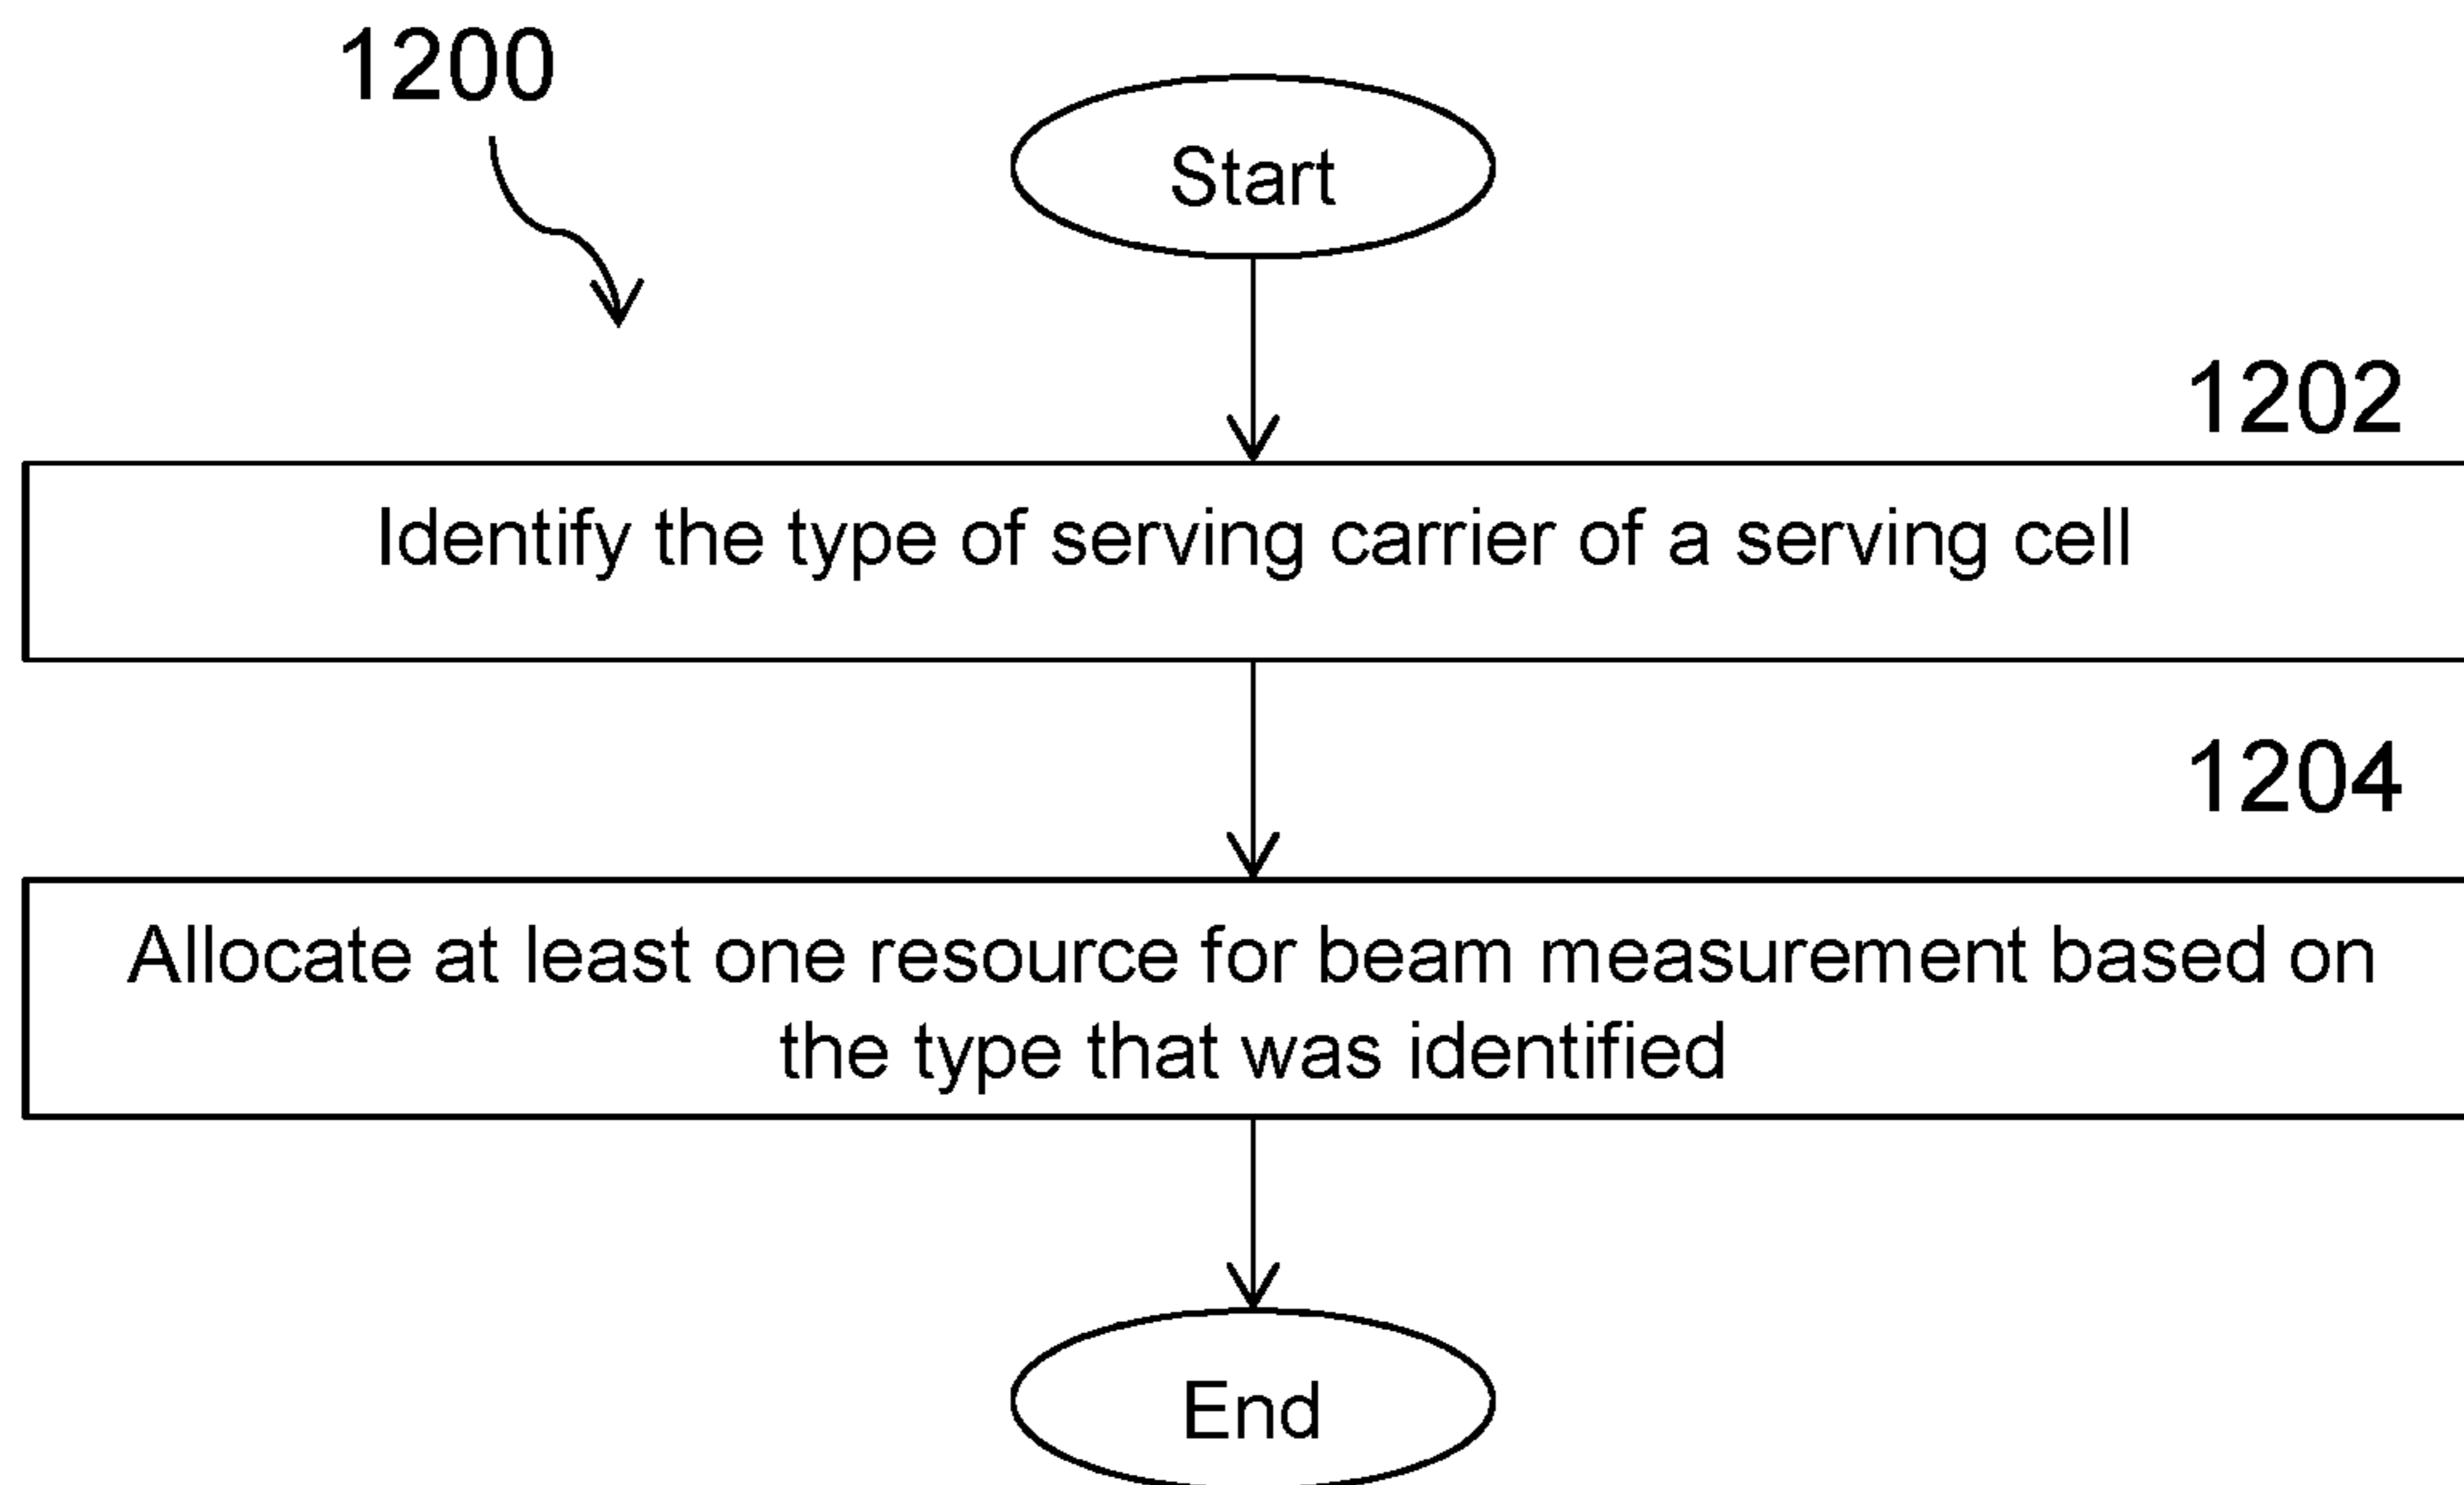 1200
Start
1202
Identify the type of serving carrier of a serving cell
1204
Allocate at least one resource for beam measurement based on
the type that was identified
End